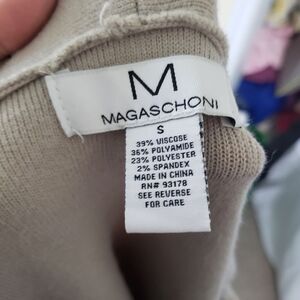 M
MAGASCHONI
S
39% VISCOSE
36% POLYAMIDE
23% POLYESTER
2% SPANDEX
MADE IN CHINA
RN# 93178
SEE REVERSE
FOR CARE